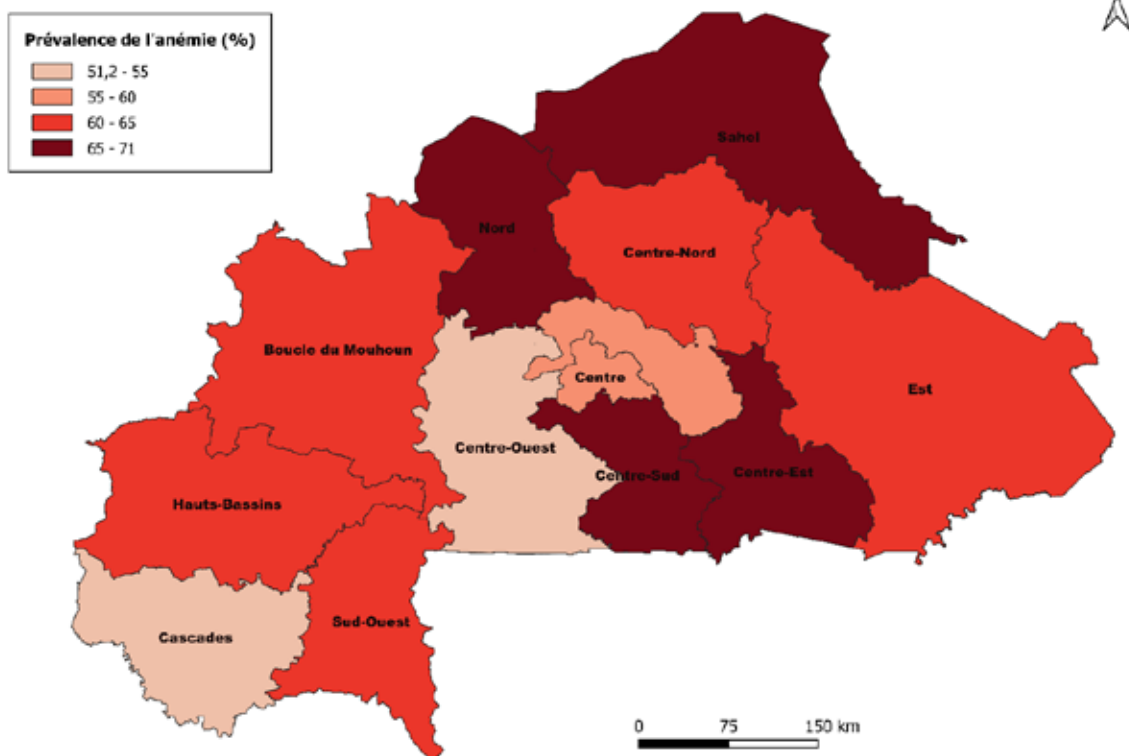 Prévalence de l'anémie (%)
51,2 - 55
55 - 60
60 - 65
65 - 71
Sahel
Nord
Centre-Nord
Boucle du Mouhoun
Centre
Est
Centre-Ouest
Centre-Sud
Centre-Est
Hauts-Bassins
Sud-Ouest
Cascades
0 75 150 km